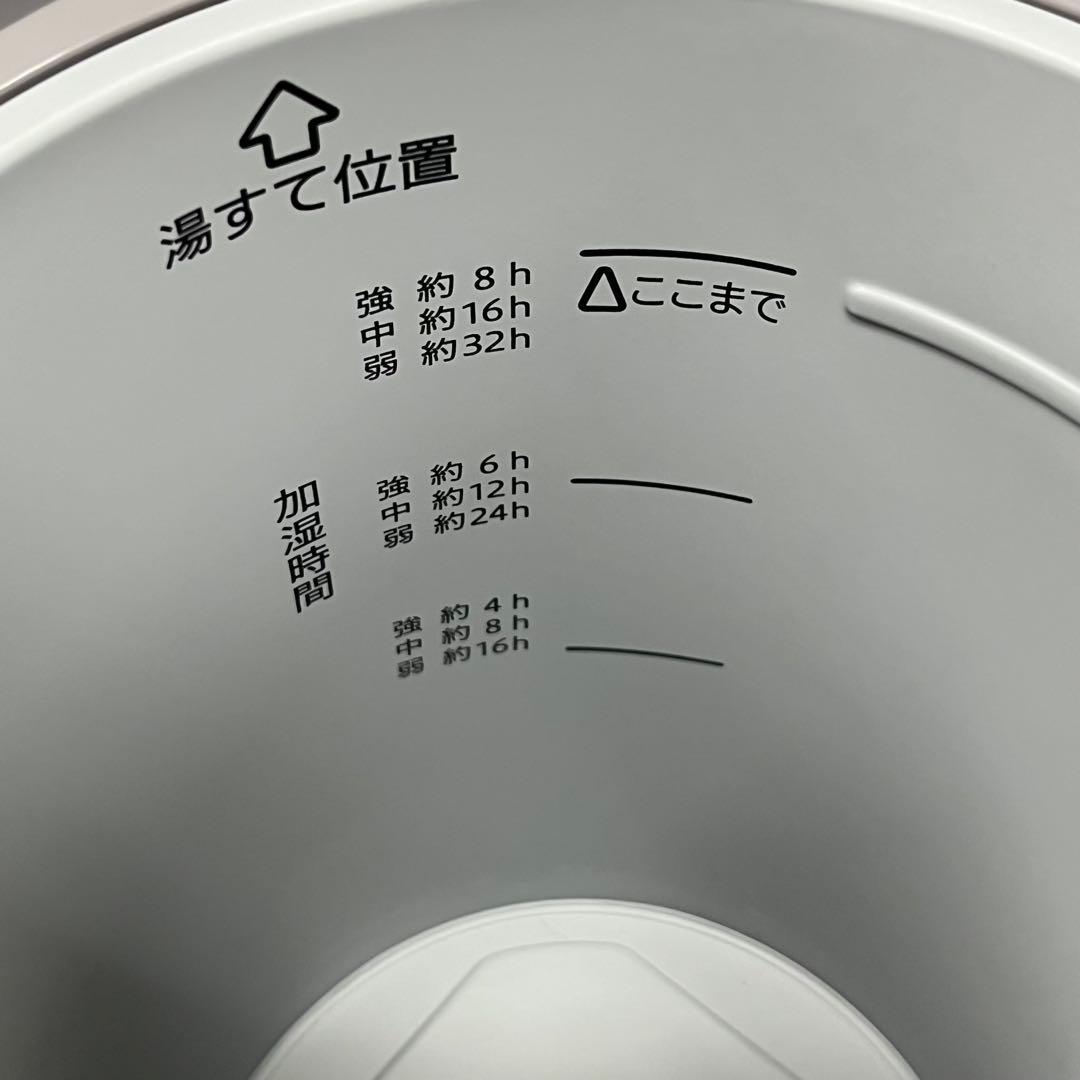 湯すて位置
強 約 8 h
中 約16h
弱 約32h
△ここまで
加湿時間
強 約 6 h
中 約12h
弱 約24h
強 約 4 h
中 約 8 h
弱 約16h